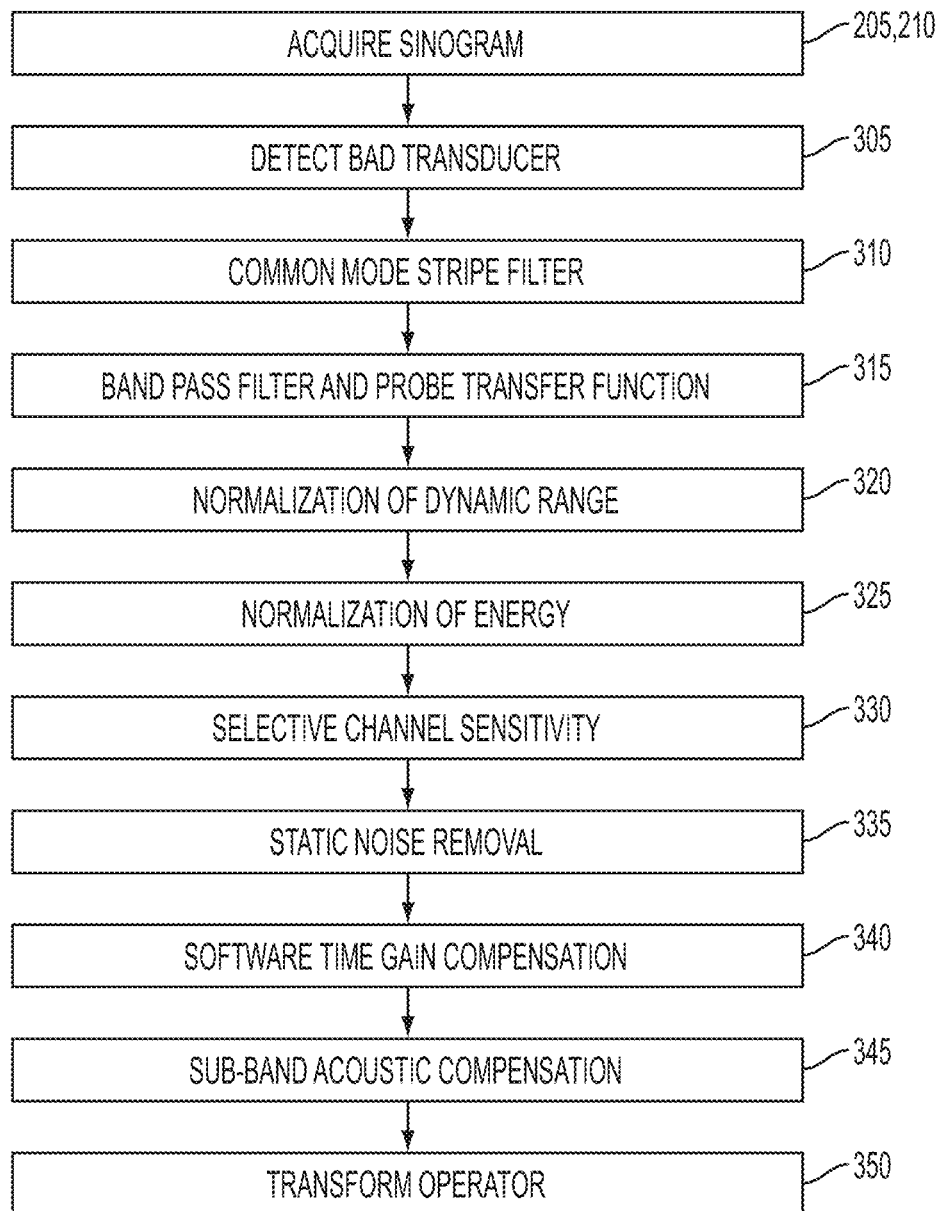 ACQUIRE SINOGRAM 205,210
DETECT BAD TRANSDUCER 305
COMMON MODE STRIPE FILTER 310
BAND PASS FILTER AND PROBE TRANSFER FUNCTION 315
NORMALIZATION OF DYNAMIC RANGE 320
NORMALIZATION OF ENERGY 325
SELECTIVE CHANNEL SENSITIVITY 330
STATIC NOISE REMOVAL 335
SOFTWARE TIME GAIN COMPENSATION 340
SUB-BAND ACOUSTIC COMPENSATION 345
TRANSFORM OPERATOR 350